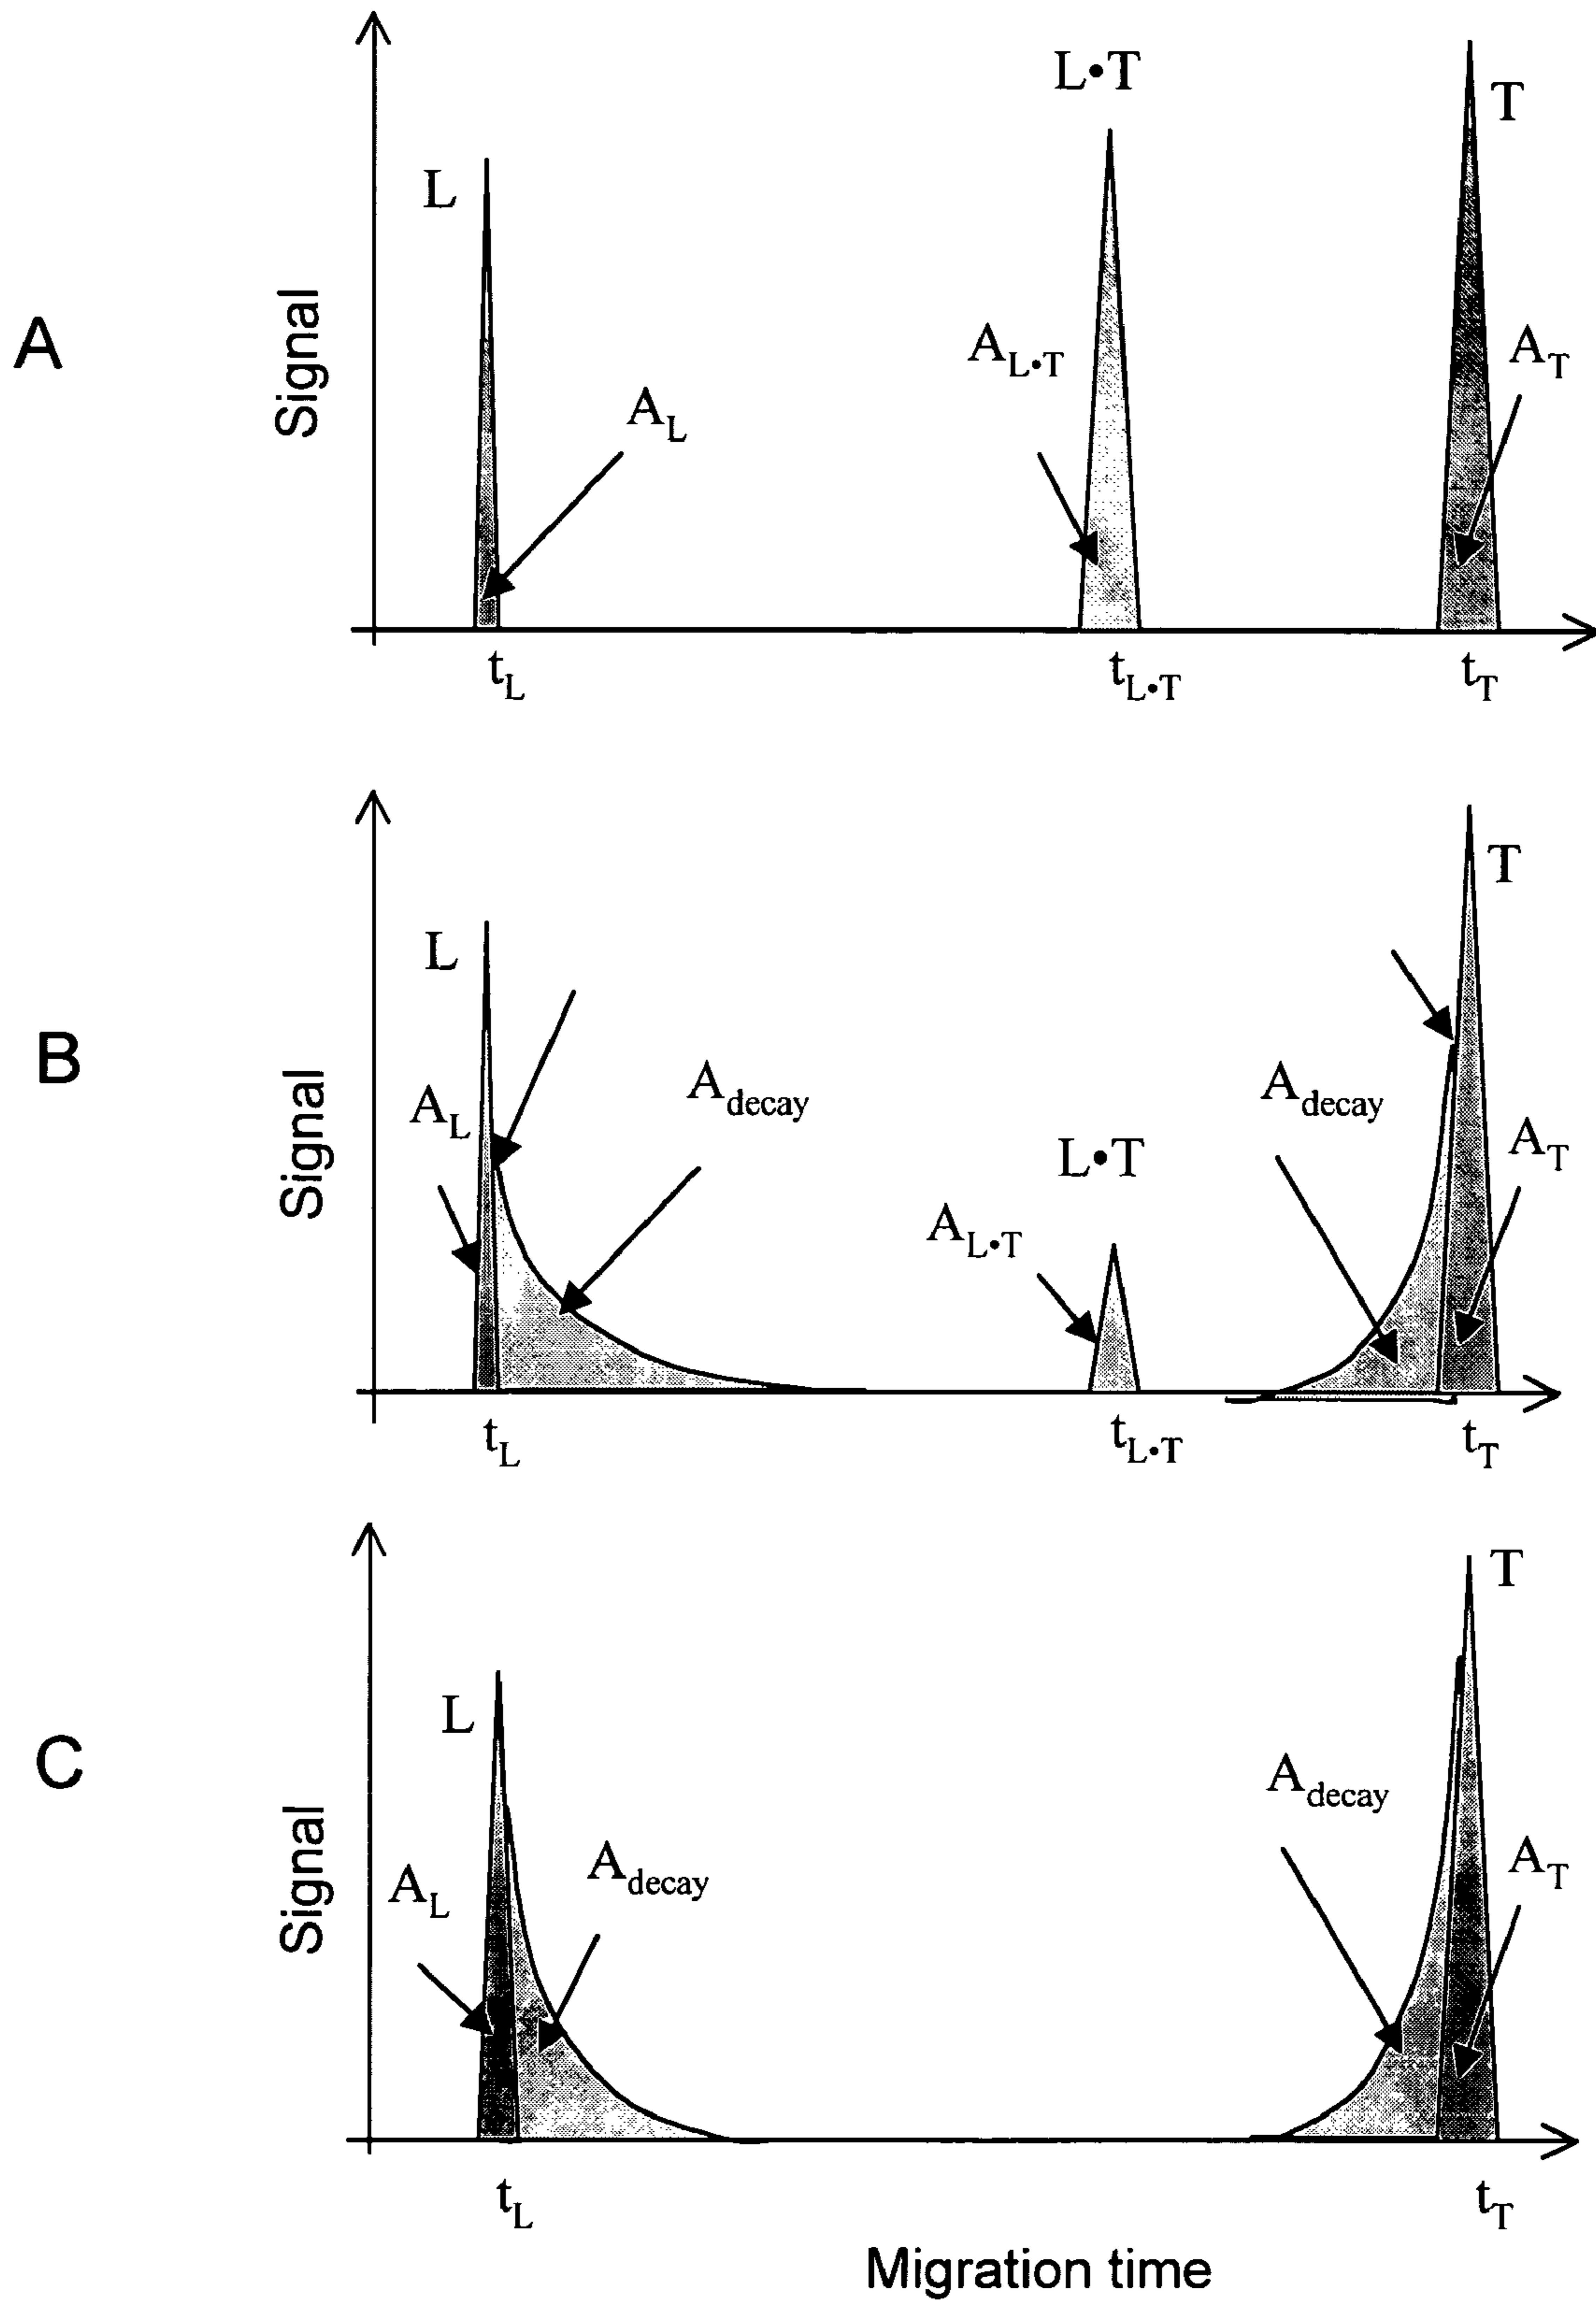 A
Signal
L
A_L
L•T
A_L•T
T
A_T
t_L
t_L•T
t_T
B
Signal
L
A_L
A_decay
L•T
A_L•T
A_decay
T
A_T
t_L
t_L•T
t_T
C
Signal
L
A_L
A_decay
A_decay
T
A_T
t_L
t_T
Migration time